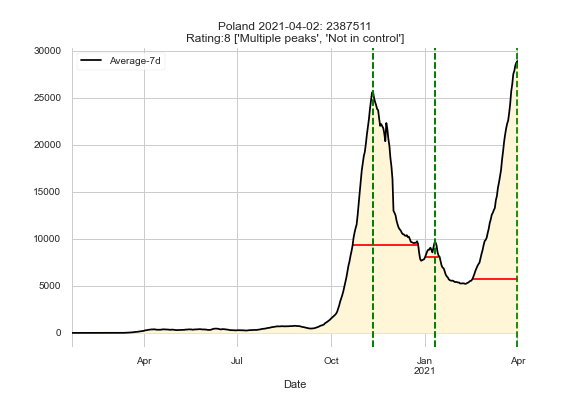 Poland 2021-04-02: 2387511
Rating:8 ['Multiple peaks', 'Not in control']
Average-7d
30000
25000
20000
15000
10000
5000
0
Apr Jul Oct Jan Apr
2021
Date